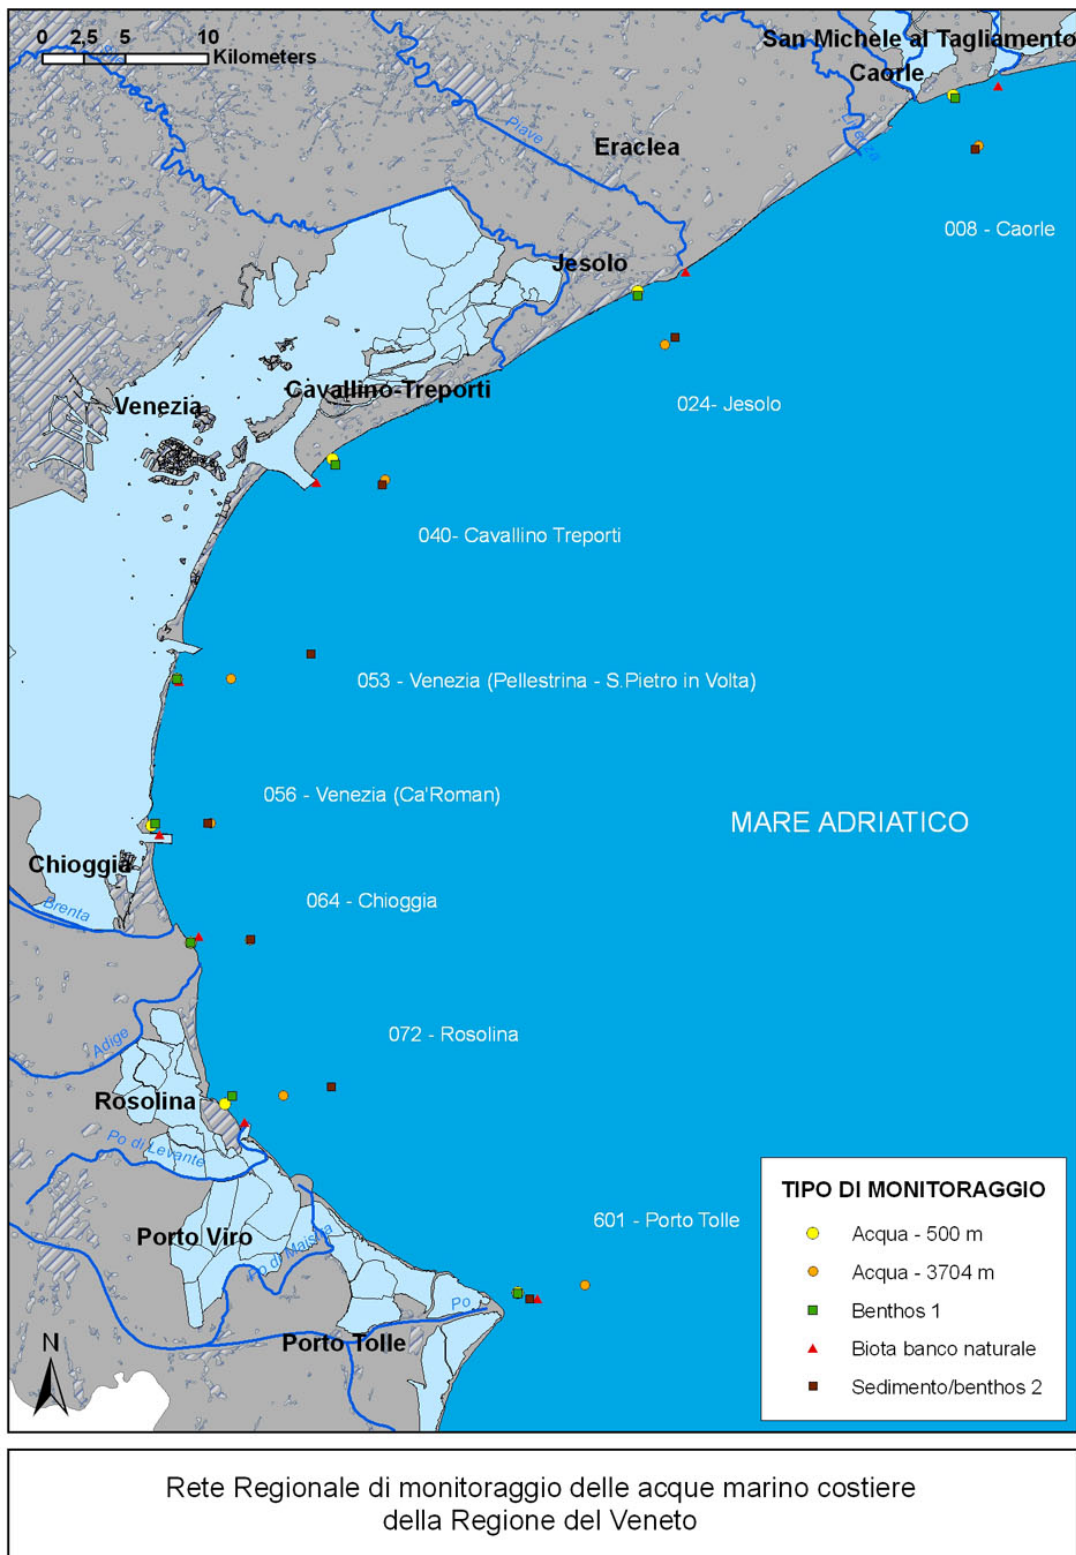 0 2,5 5 10
Kilometers
San Michele al Tagliamento
Caorle
Piave
Eraclea
008 - Caorle
Jesolo
Cavallino-Treporti
024- Jesolo
Venezia
040- Cavallino Treporti
053 - Venezia (Pellestrina - S.Pietro in Volta)
056 - Venezia (Ca'Roman)
MARE ADRIATICO
Chioggia
Brenta
064 - Chioggia
072 - Rosolina
Adige
Rosolina
Po di Levante
Porto Viro
Po di Maistra
601 - Porto Tolle
Po
Porto Tolle
N
TIPO DI MONITORAGGIO
Acqua - 500 m
Acqua - 3704 m
Benthos 1
Biota banco naturale
Sedimento/benthos 2
Rete Regionale di monitoraggio delle acque marino costiere
della Regione del Veneto